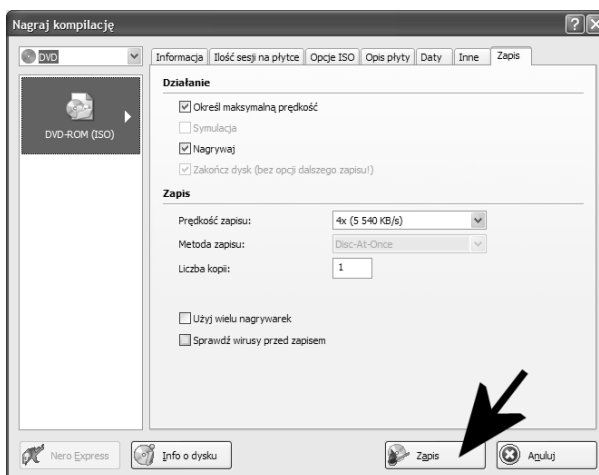 Nagraj kompilację
DVD
Informacja Ilość sesji na płytce Opcje ISO Opis płyty Daty Inne Zapis
DVD-ROM (ISO)
Działanie
Określ maksymalną prędkość
Symulacja
Nagrywaj
Zakończ dysk (bez opcji dalszego zapisu!)
Zapis
Prędkość zapisu: 4x (5 540 KB/s)
Metoda zapisu: Disc-At-Once
Liczba kopii: 1
Użyj wielu nagrywarek
Sprawdź wirusy przed zapisem
Nero Express Info o dysku Zapis Anuluj